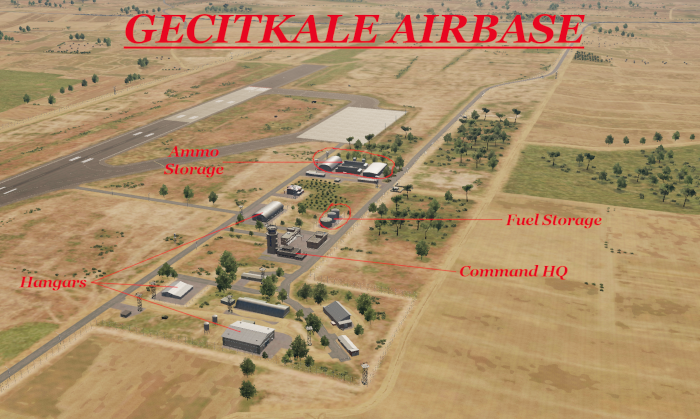 GECITKALE AIRBASE
Ammo
Storage
Fuel Storage
Command HQ
Hangars